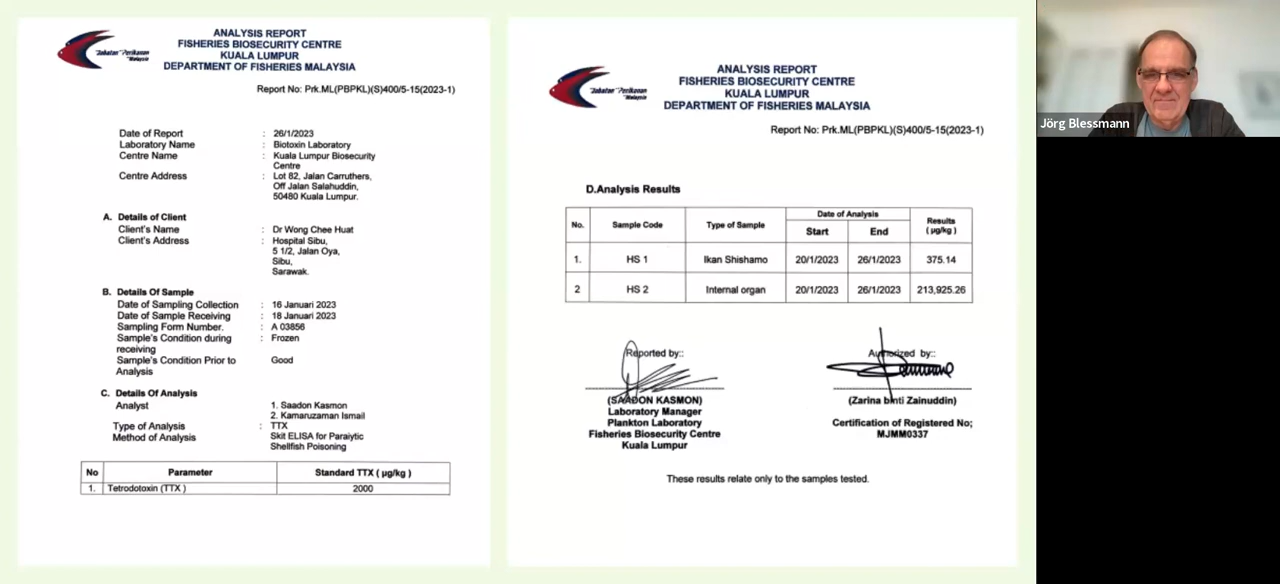 "Jabatan" Perikanan
Malaysia
ANALYSIS REPORT
FISHERIES BIOSECURITY CENTRE
KUALA LUMPUR
DEPARTMENT OF FISHERIES MALAYSIA
Report No: Prk.ML(PBPKL)(S)400/5-15(2023-1)
Date of Report : 26/1/2023
Laboratory Name : Biotoxin Laboratory
Centre Name : Kuala Lumpur Biosecurity
Centre
Centre Address : Lot 82, Jalan Carruthers,
Off Jalan Salahuddin,
50480 Kuala Lumpur.
A. Details of Client
Client's Name : Dr Wong Chee Huat
Client's Address : Hospital Sibu,
5 1/2, Jalan Oya,
Sibu,
Sarawak.
B. Details Of Sample
Date of Sampling Collection : 16 Januari 2023
Date of Sample Receiving : 18 Januari 2023
Sampling Form Number. : A 03856
Sample's Condition during : Frozen
receiving
Sample's Condition Prior to Good
Analysis
C. Details Of Analysis
Analyst 1. Saadon Kasmon
2. Kamaruzaman Ismail
Type of Analysis : TTX
Method of Analysis Skit ELISA for Paralytic
Shellfish Poisoning
No Parameter Standard TTX ( µg/kg )
1. Tetrodotoxin (TTX ) 2000
"Jabatan" Perikanan
"Malaysia
ANALYSIS REPORT
FISHERIES BIOSECURITY CENTRE
KUALA LUMPUR
DEPARTMENT OF FISHERIES MALAYSIA
Report No: Prk.ML(PBPKL)(S)400/5-15(2023-1)
D.Analysis Results
No. Sample Code Type of Sample Date of Analysis Results
Start End ( µg/kg )
1. HS 1 Ikan Shishamo 20/1/2023 26/1/2023 375.14
2 HS 2 Internal organ 20/1/2023 26/1/2023 213,925.26
Reported by:: Authorized by::
(SAADON KASMON) (Zarina binti Zainuddin)
Laboratory Manager
Plankton Laboratory Certification of Registered No;
Fisheries Biosecurity Centre MJMM0337
Kuala Lumpur
These results relate only to the samples tested.
Jörg Blessmann